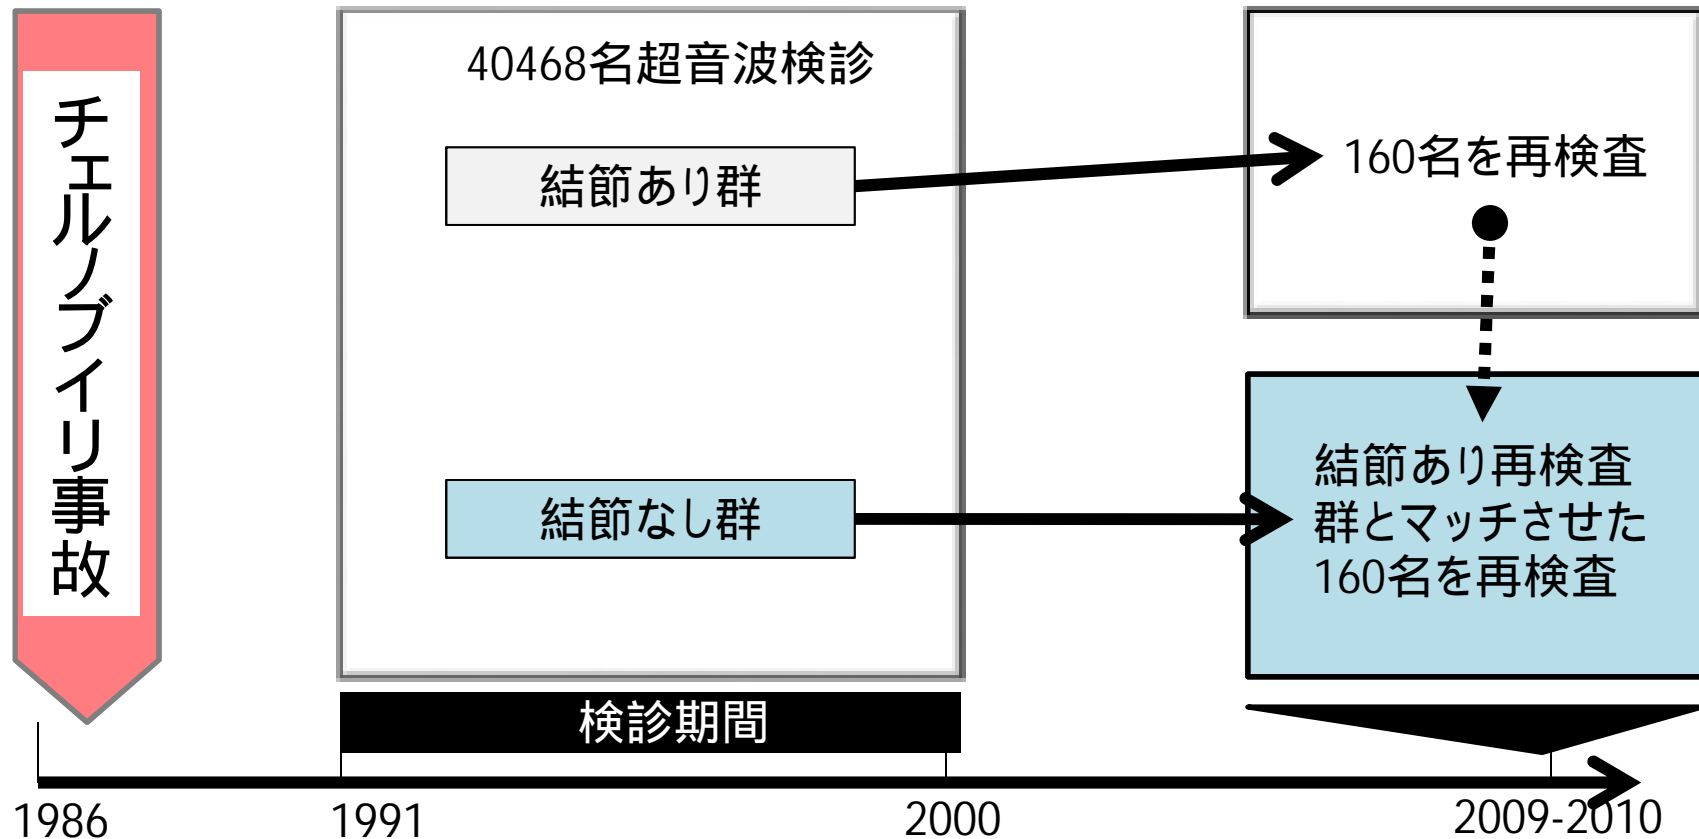 チェルノブイリ事故
40468名超音波検診
結節あり群
160名を再検査
結節なし群
結節あり再検査
群とマッチさせた
160名を再検査
検診期間
1986
1991
2000
2009-2010